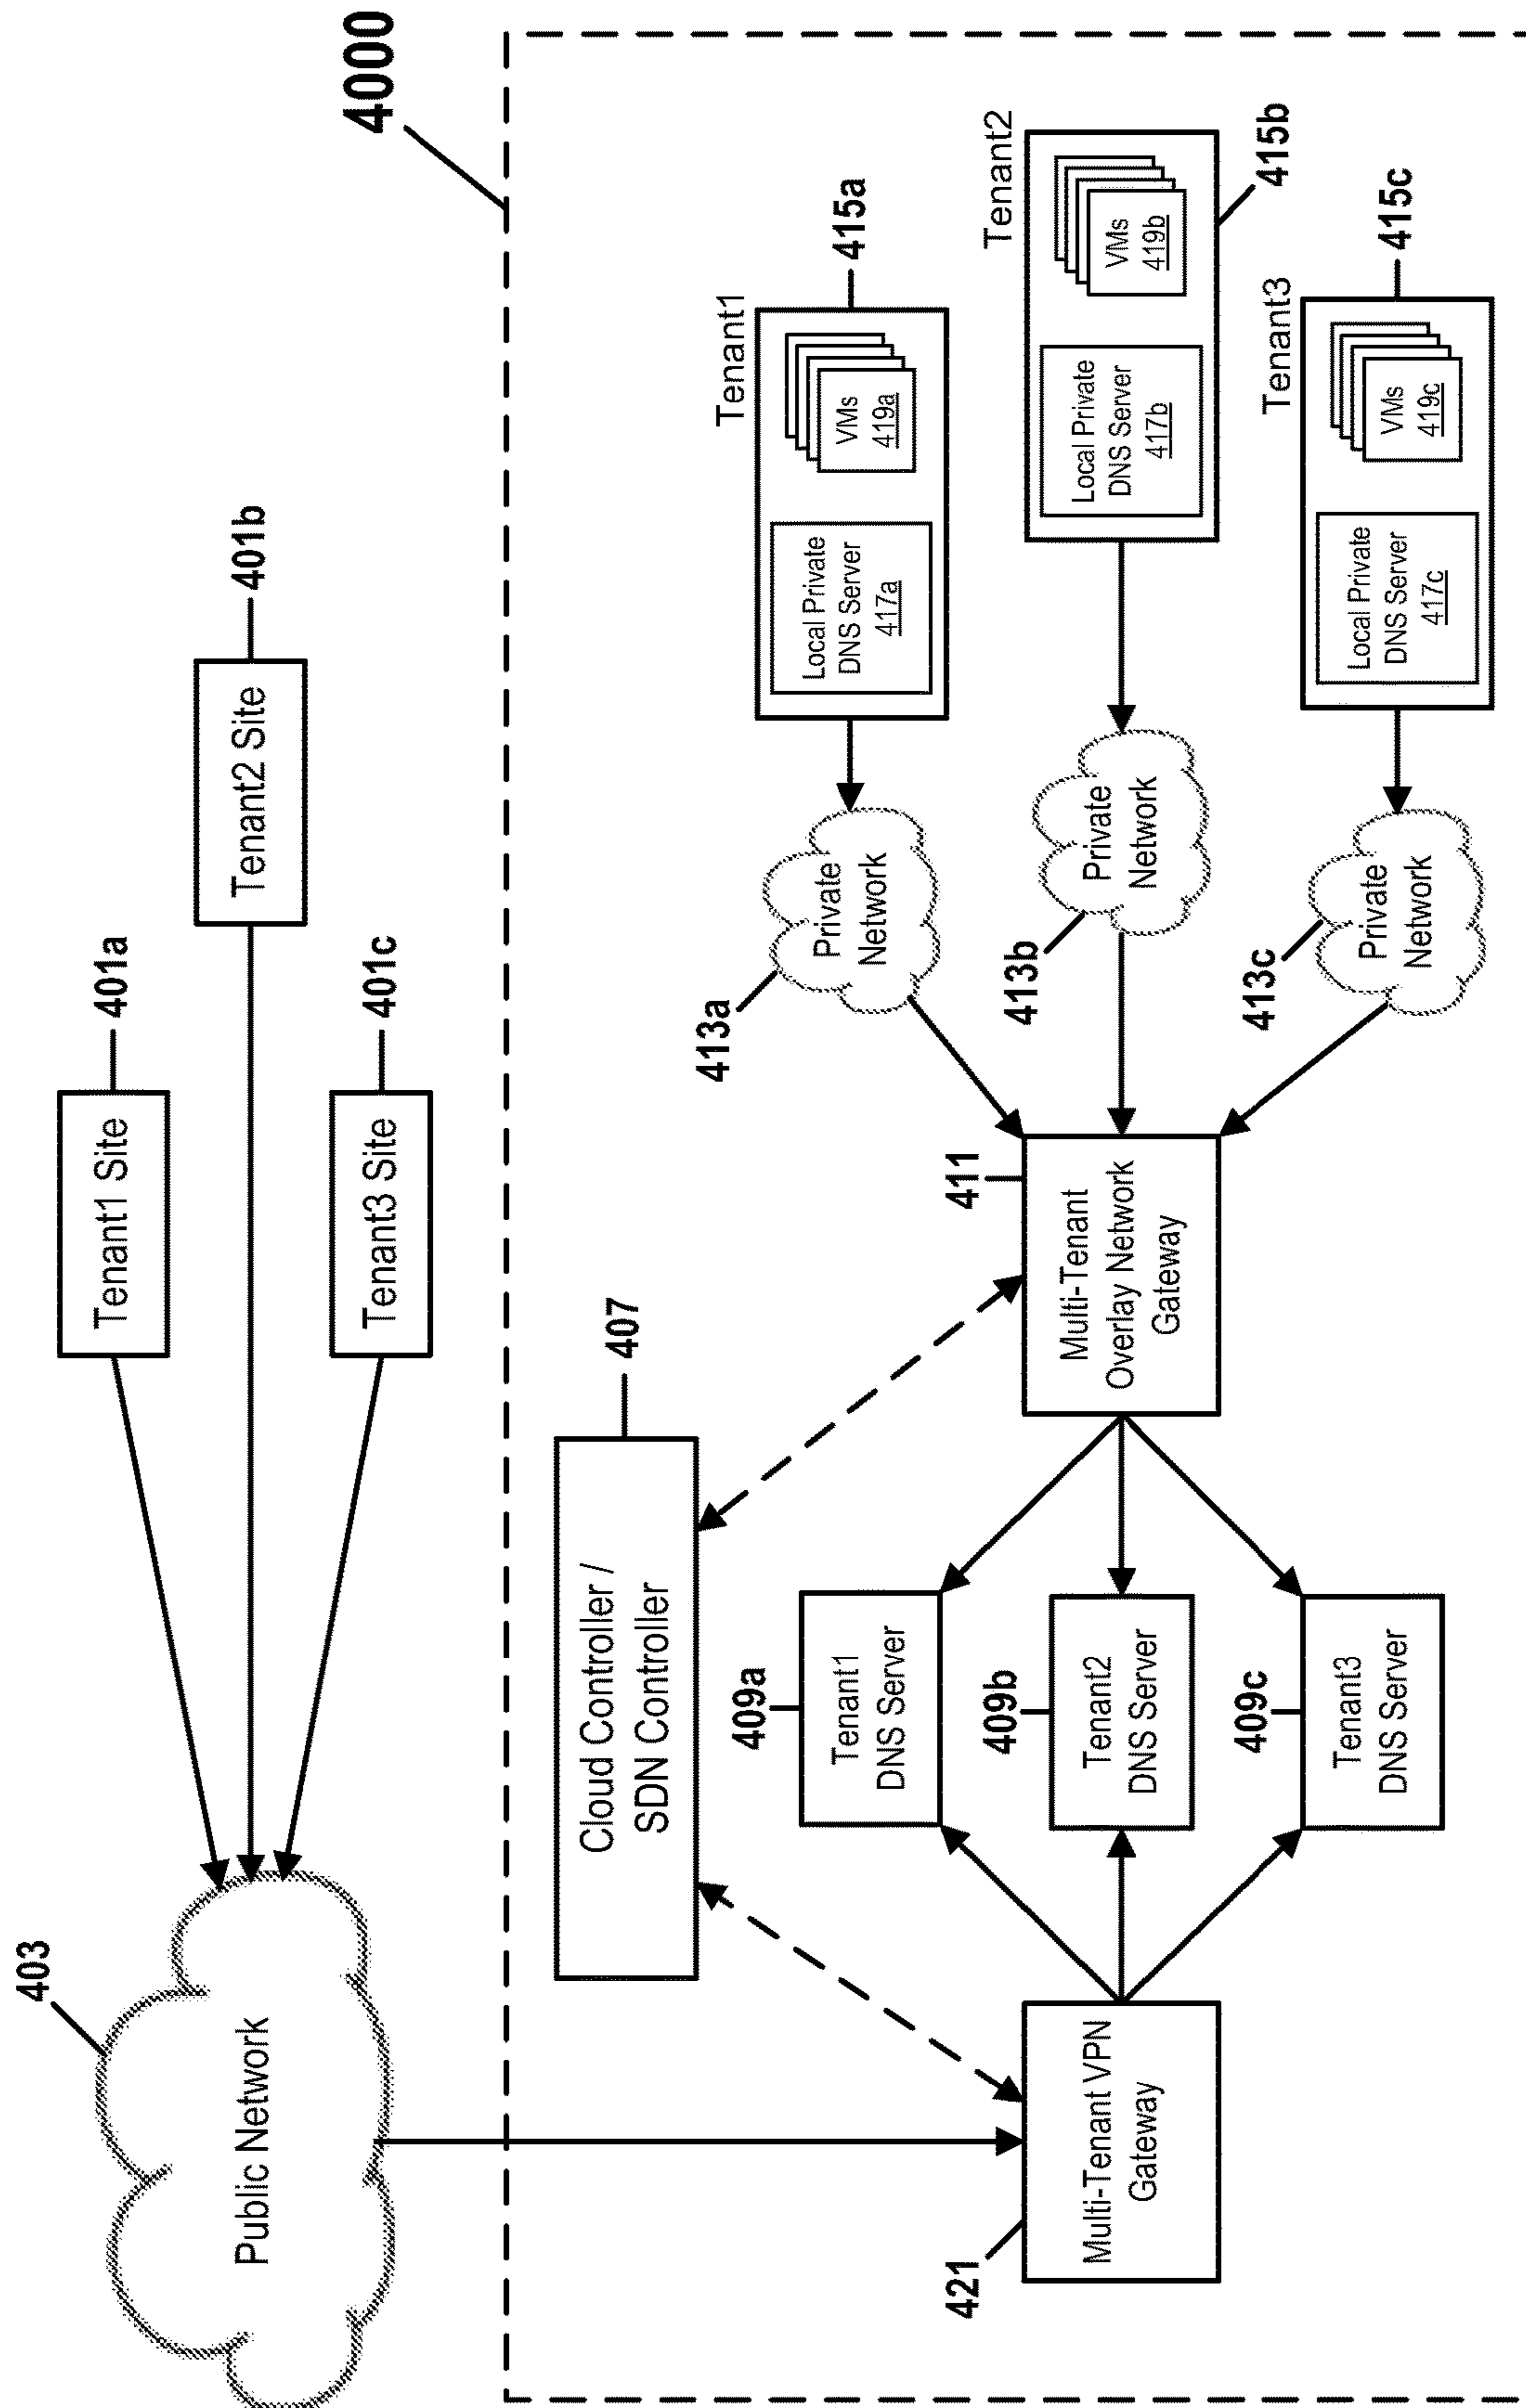 403
Public Network
401a
Tenant1 Site
401b
Tenant2 Site
401c
Tenant3 Site
4000
407
Cloud Controller /
SDN Controller
421
Multi-Tenant VPN
Gateway
409a
Tenant1
DNS Server
409b
Tenant2
DNS Server
409c
Tenant3
DNS Server
411
Multi-Tenant
Overlay Network
Gateway
413a
Private
Network
413b
Private
Network
413c
Private
Network
Tenant1
415a
Local Private
DNS Server
417a
VMs
419a
Tenant2
415b
Local Private
DNS Server
417b
VMs
419b
Tenant3
415c
Local Private
DNS Server
417c
VMs
419c